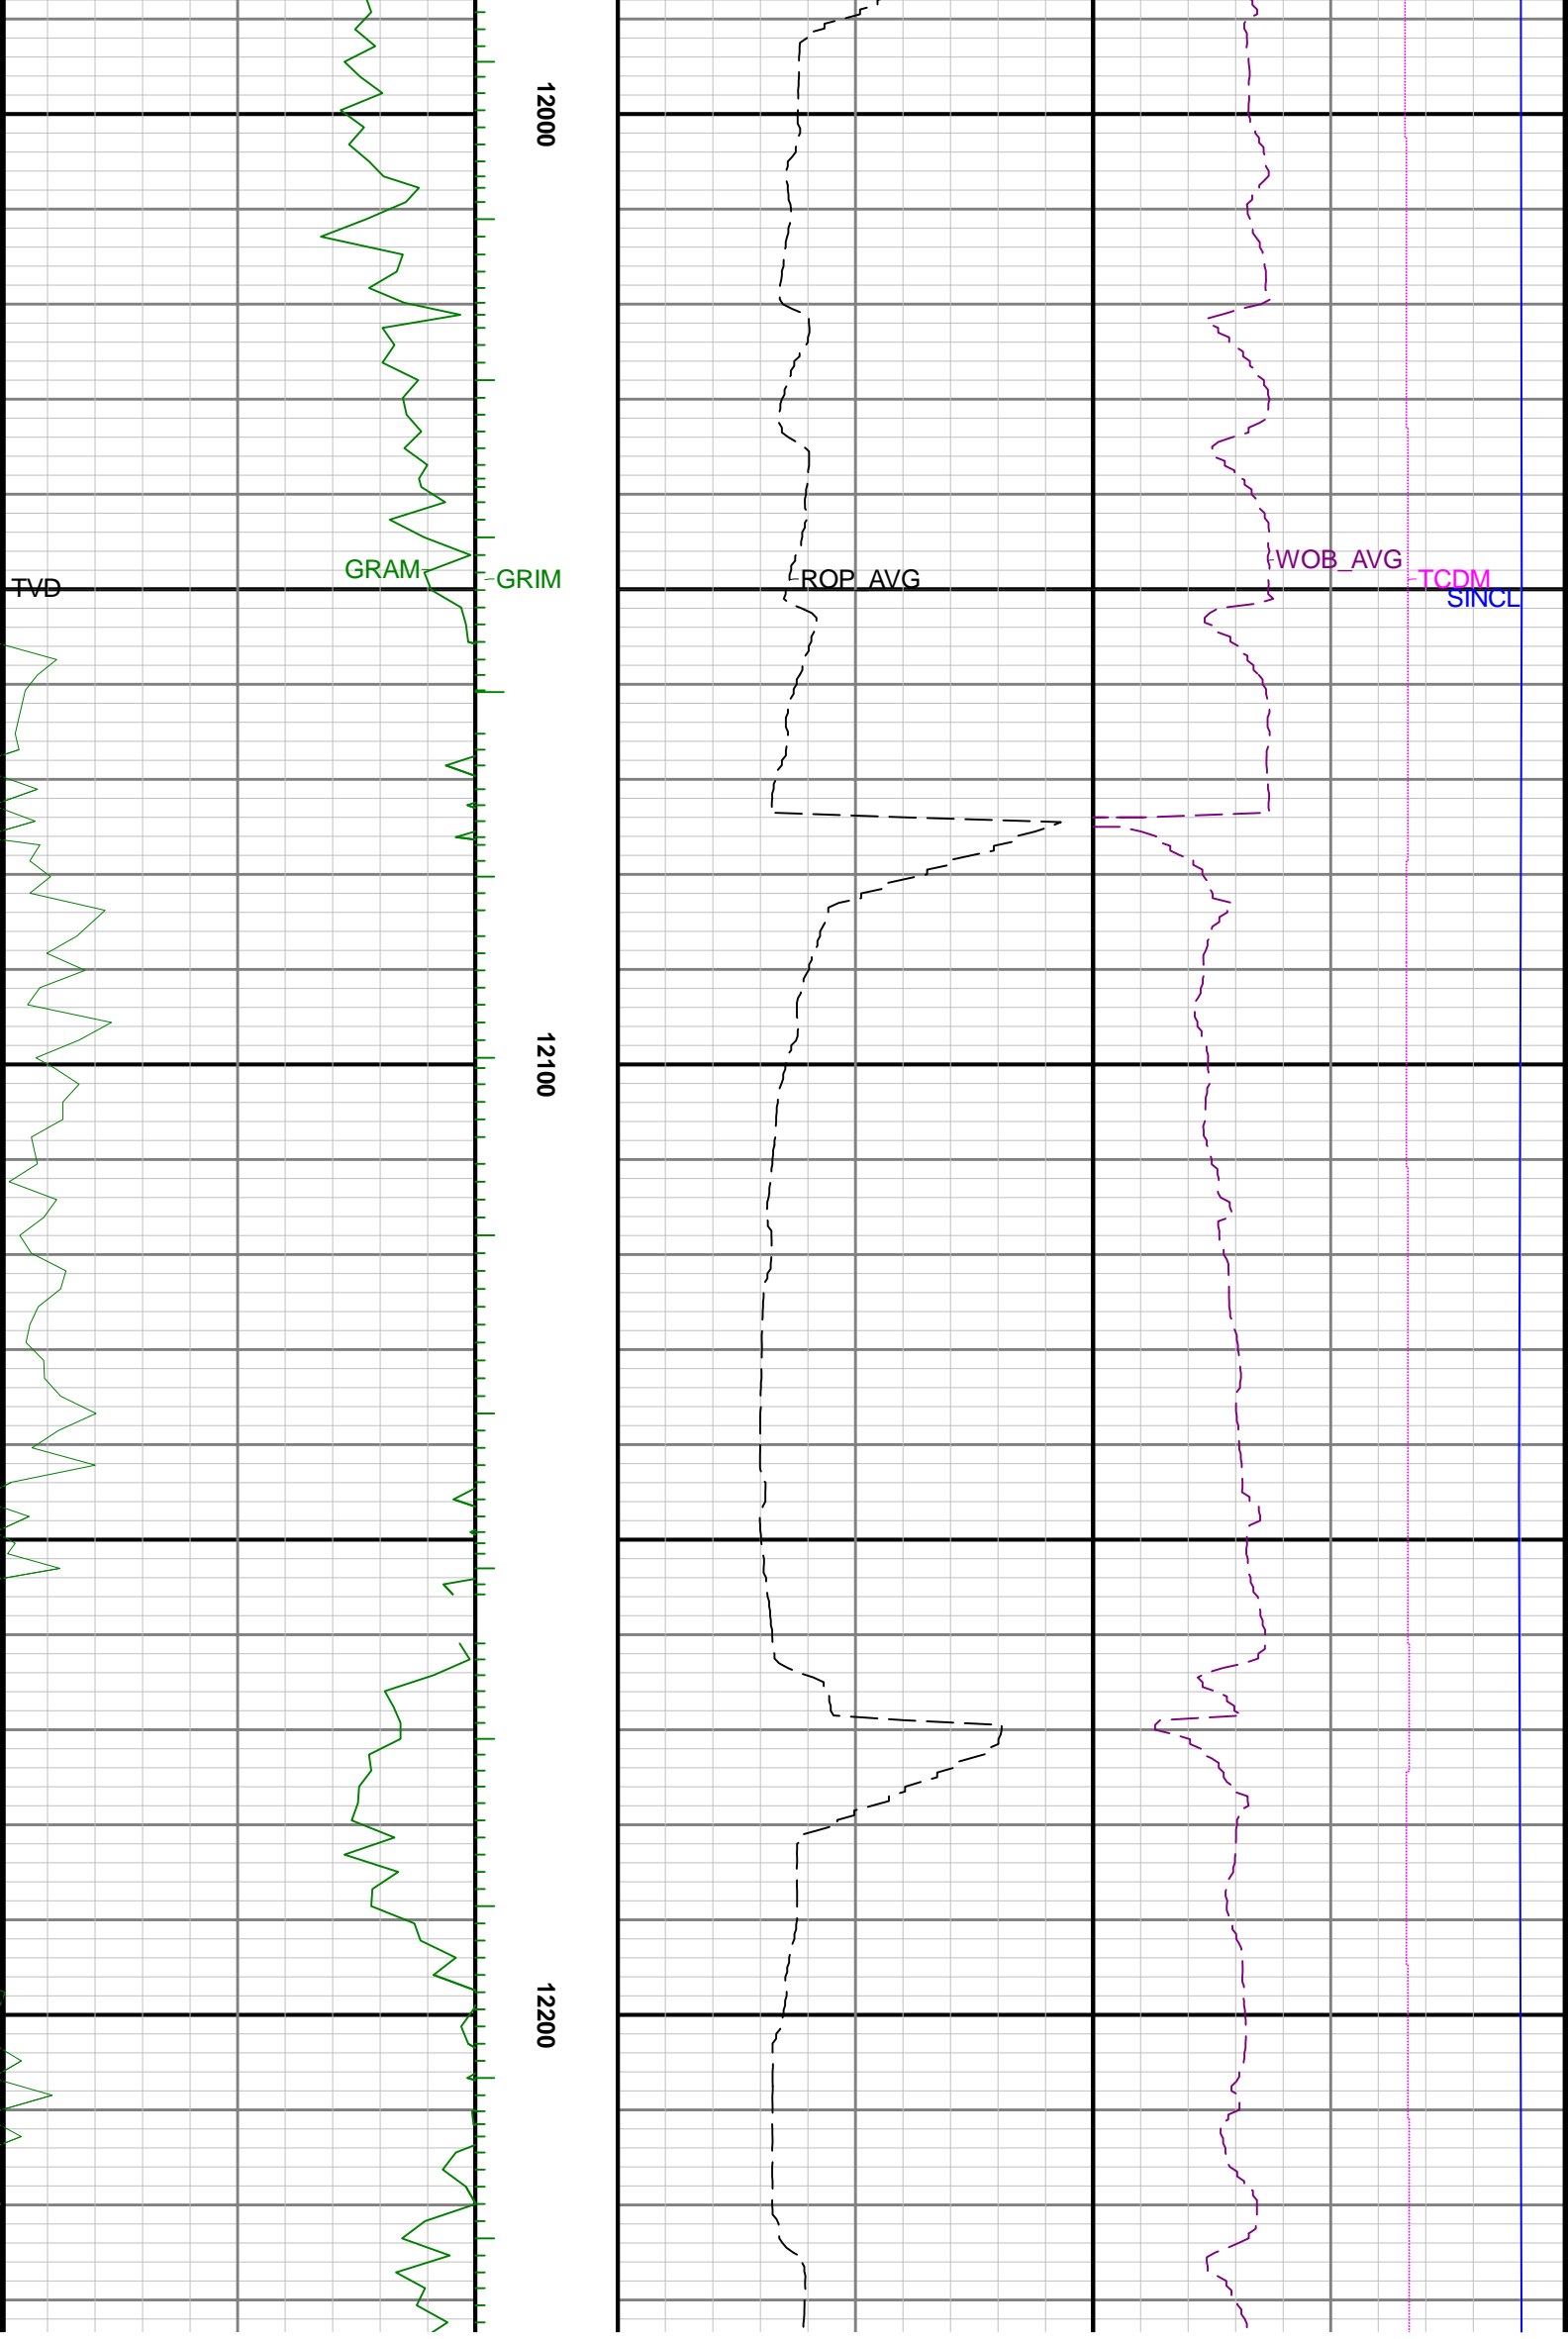 12000
WOB_AVG
GRAM
GRIM
ROP_AVG
TCDM
TVD
SINCL
12100
12200